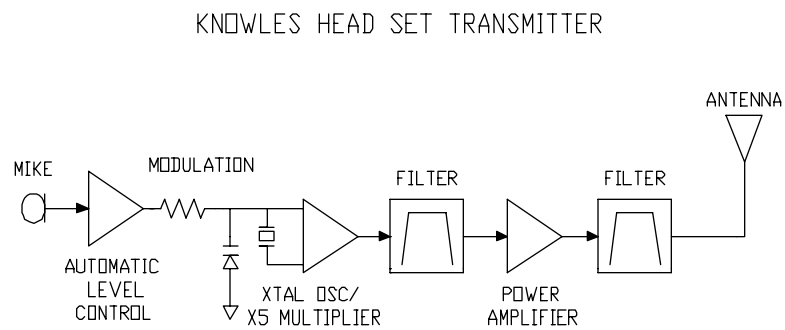 KNOWLES HEAD SET TRANSMITTER
ANTENNA
MIKE
MODULATION
FILTER
FILTER
AUTOMATIC
LEVEL
CONTROL
XTAL OSC/
X5 MULTIPLIER
POWER
AMPLIFIER